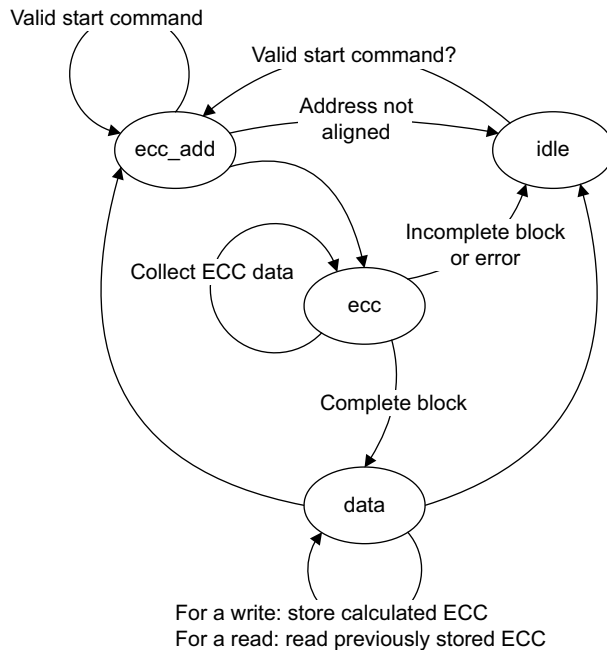 Valid start command
Valid start command?
Address not
aligned
ecc_add
idle
Incomplete block
or error
Collect ECC data
ecc
Complete block
data
For a write: store calculated ECC
For a read: read previously stored ECC